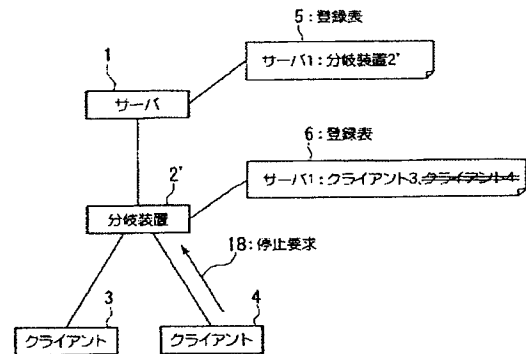 5：登録表
サーバ1：分岐装置2'
1
サーバ
6：登録表
サーバ1：クライアント3、クライアント4
2'
分岐装置
18：停止要求
3
クライアント
4
クライアント